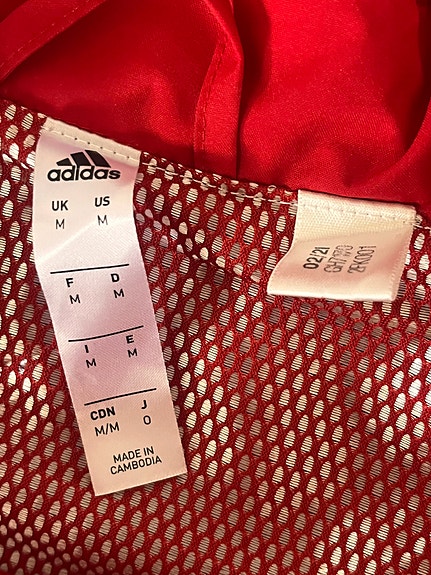 adidas
UK US
M M
F D
M M
I E
M M
CDN J
M/M O
MADE IN
CAMBODIA
02/21